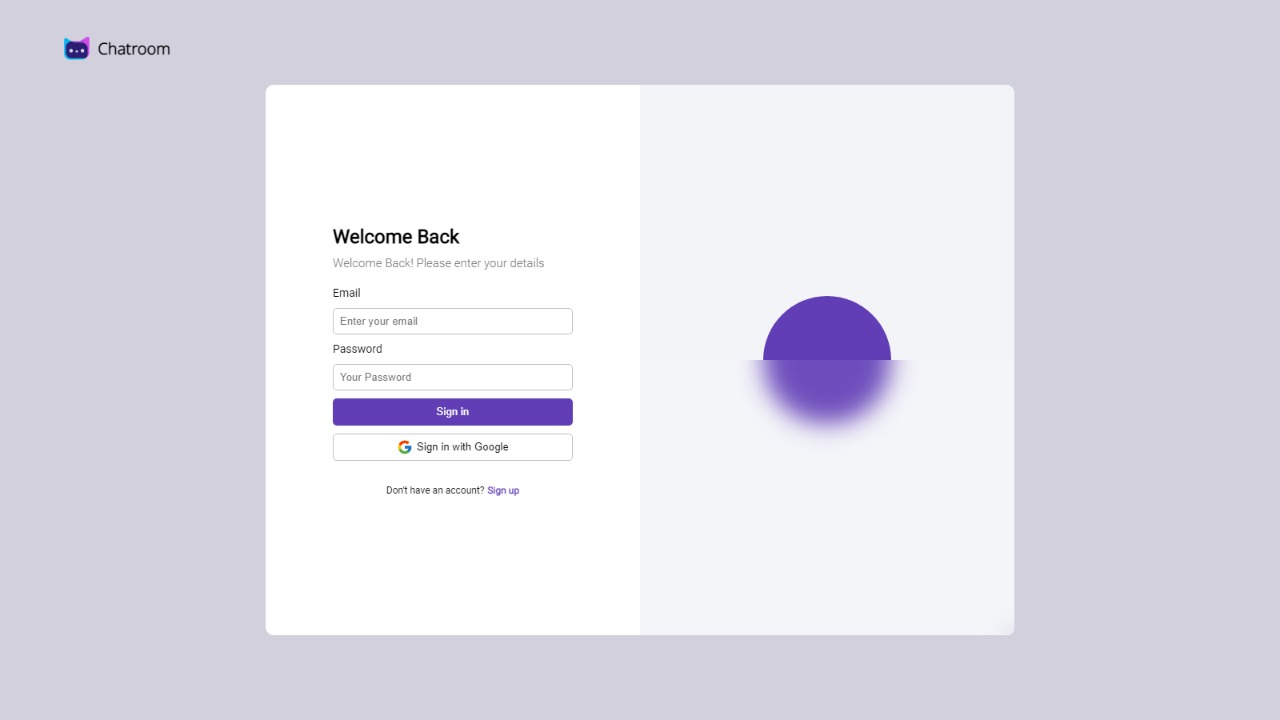 Chatroom
Welcome Back
Welcome Back! Please enter your details
Email
Enter your email
Password
Your Password
Sign in
Sign in with Google
Don't have an account? Sign up